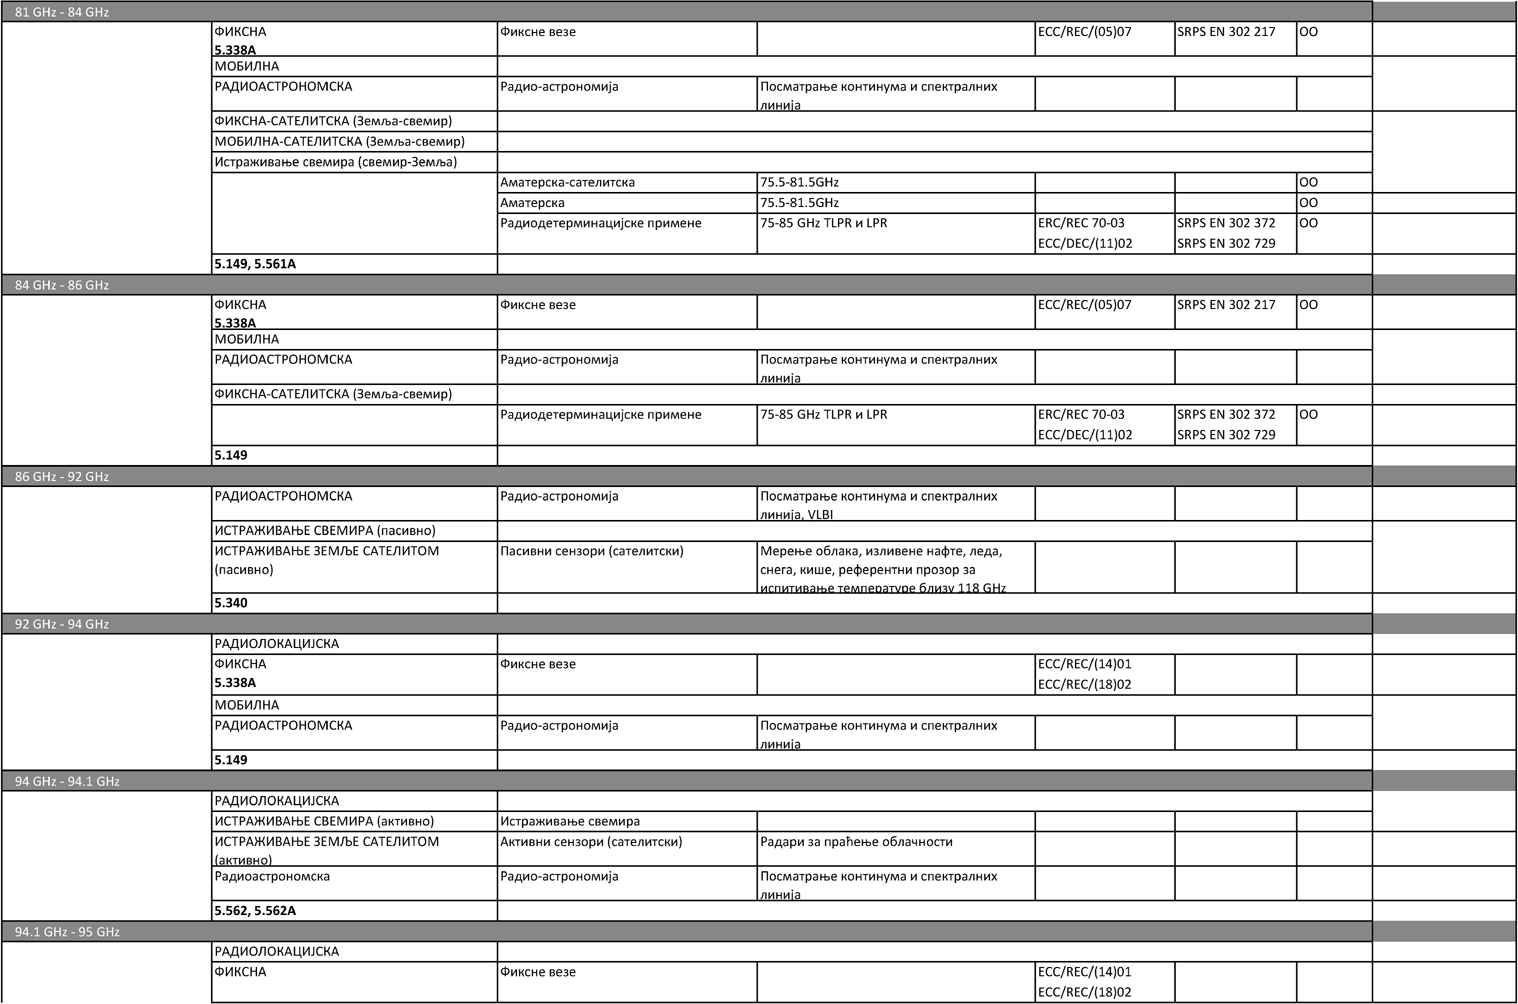 81 GHz - 84 GHz
ФИКСНА Фиксне везе ECC/REC/(05)07 SRPS EN 302 217 ОО
5.338A
МОБИЛНА
РАДИОАСТРОНОМСКА Радио-астрономија Посматрање континума и спектралних
линија
ФИКСНА-САТЕЛИТСКА (Земља-свемир)
МОБИЛНА-САТЕЛИТСКА (Земља-свемир)
Истраживање свемира (свемир-Земља)
Аматерска-сателитска 75.5-81.5GHz ОО
Аматерска 75.5-81.5GHz ОО
Радиодетерминацијске примене 75-85 GHz TLPR и LPR ERC/REC 70-03 SRPS EN 302 372 ОО
ECC/DEC/(11)02 SRPS EN 302 729
5.149, 5.561A
84 GHz - 86 GHz
ФИКСНА Фиксне везе ECC/REC/(05)07 SRPS EN 302 217 ОО
5.338A
МОБИЛНА
РАДИОАСТРОНОМСКА Радио-астрономија Посматрање континума и спектралних
линија
ФИКСНА-САТЕЛИТСКА (Земља-свемир)
Радиодетерминацијске примене 75-85 GHz TLPR и LPR ERC/REC 70-03 SRPS EN 302 372 ОО
ECC/DEC/(11)02 SRPS EN 302 729
5.149
86 GHz - 92 GHz
РАДИОАСТРОНОМСКА Радио-астрономија Посматрање континума и спектралних
линија, VLBI
ИСТРАЖИВАЊЕ СВЕМИРА (пасивно)
ИСТРАЖИВАЊЕ ЗЕМЉЕ САТЕЛИТОМ Пасивни сензори (сателитски) Мерење облака, изливене нафте, леда,
(пасивно) снега, кише, референтни прозор за
испитивање температуре близу 118 GHz
5.340
92 GHz - 94 GHz
РАДИОЛОКАЦИЈСКА
ФИКСНА Фиксне везе ECC/REC/(14)01
5.338A ECC/REC/(18)02
МОБИЛНА
РАДИОАСТРОНОМСКА Радио-астрономија Посматрање континума и спектралних
линија
5.149
94 GHz - 94.1 GHz
РАДИОЛОКАЦИЈСКА
ИСТРАЖИВАЊЕ СВЕМИРА (активно) Истраживање свемира
ИСТРАЖИВАЊЕ ЗЕМЉЕ САТЕЛИТОМ Активни сензори (сателитски) Радари за праћење облачности
(активно)
Радиоастрономска Радио-астрономија Посматрање континума и спектралних
линија
5.562, 5.562A
94.1 GHz - 95 GHz
РАДИОЛОКАЦИЈСКА
ФИКСНА Фиксне везе ECC/REC/(14)01
ECC/REC/(18)02